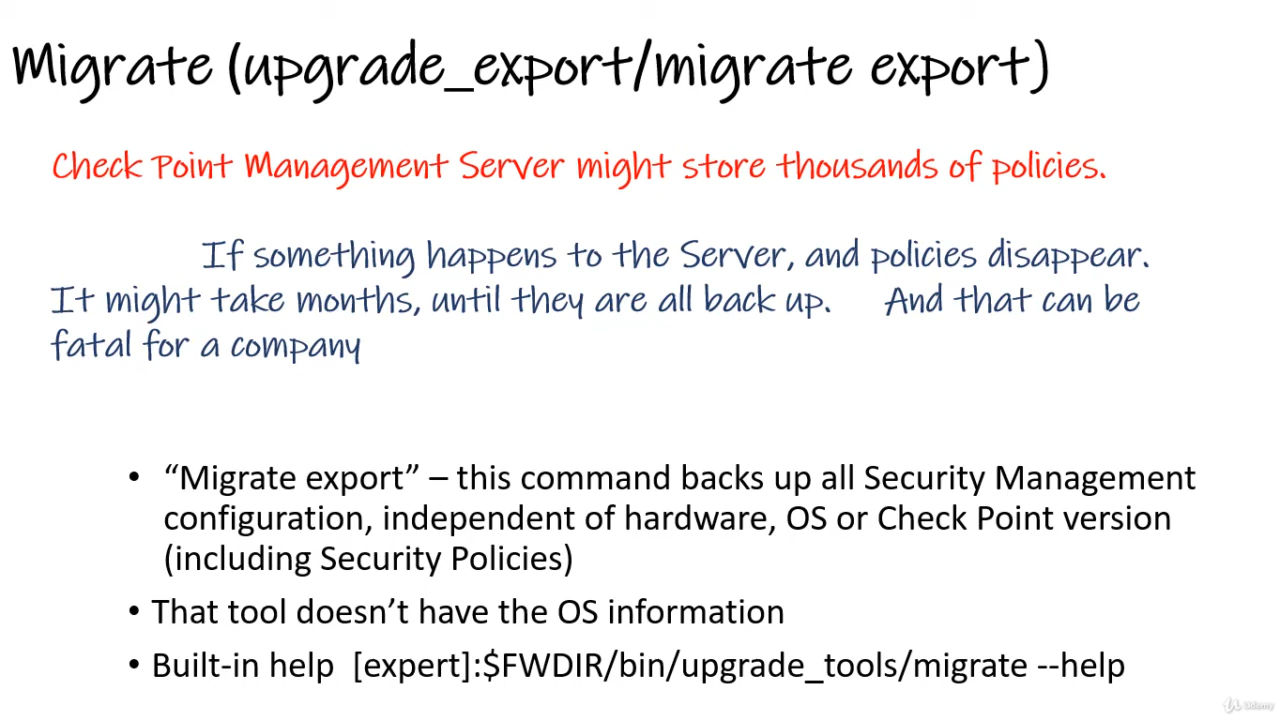 Migrate (upgrade_export/migrate export)
Check Point Management Server might store thousands of policies.
If something happens to the Server, and policies disappear.
It might take months, until they are all back up. And that can be
fatal for a company
• “Migrate export” – this command backs up all Security Management
configuration, independent of hardware, OS or Check Point version
(including Security Policies)
• That tool doesn’t have the OS information
• Built-in help [expert]:$FWDIR/bin/upgrade_tools/migrate --help
Udemy